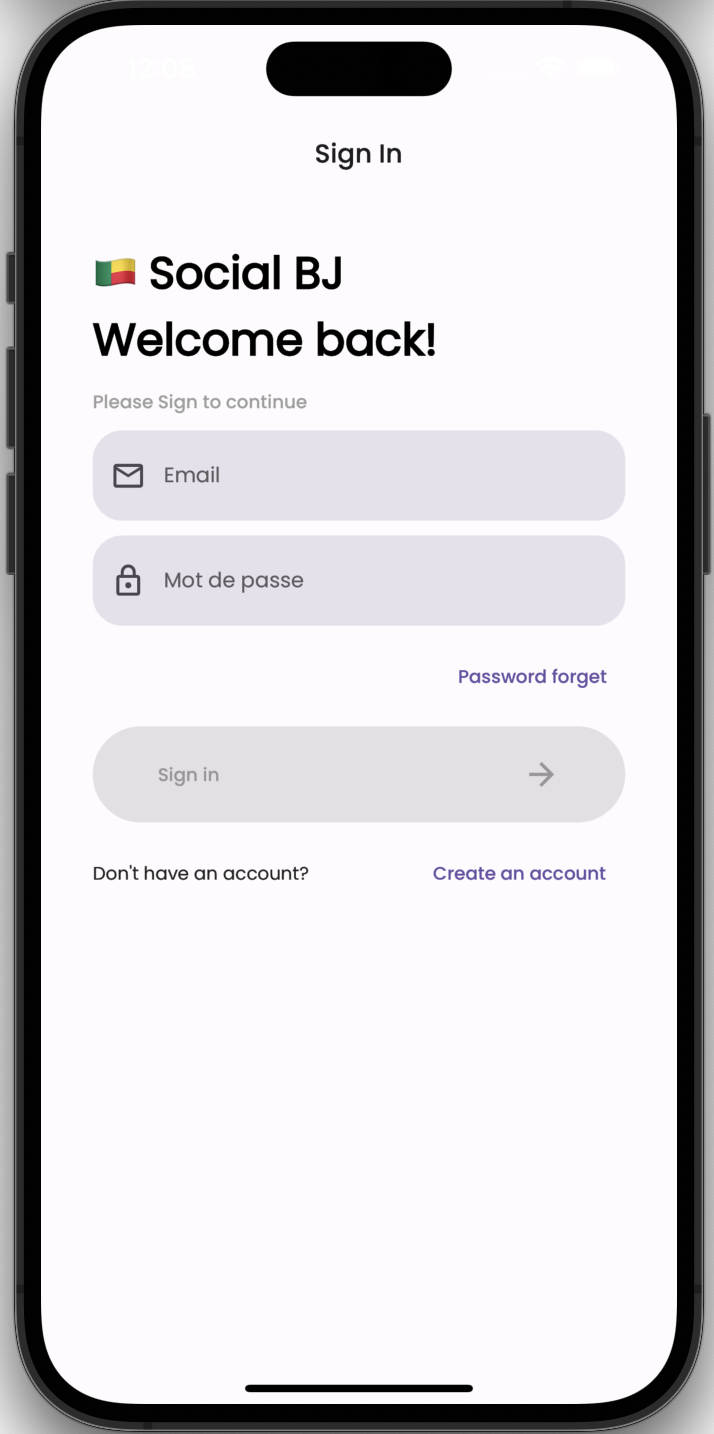 12:08
Sign In
🇧🇯 Social BJ
Welcome back!
Please Sign to continue
Email
Mot de passe
Password forget
Sign in
Don't have an account? Create an account